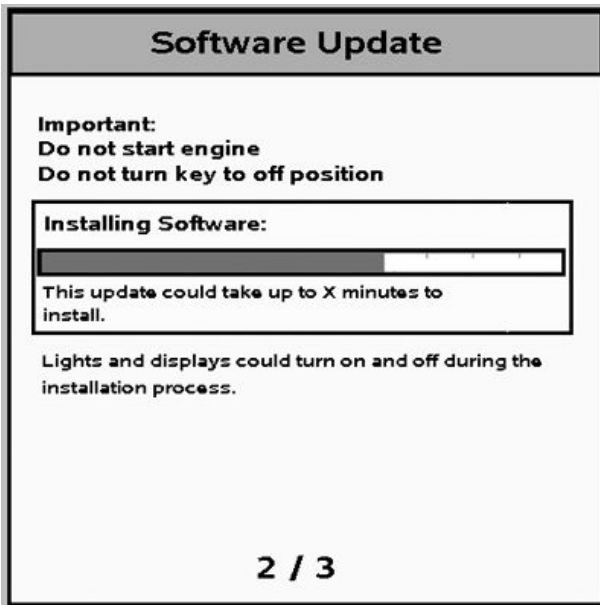 Software Update
Important:
Do not start engine
Do not turn key to off position
Installing Software:
This update could take up to X minutes to
install.
Lights and displays could turn on and off during the
installation process.
2 / 3